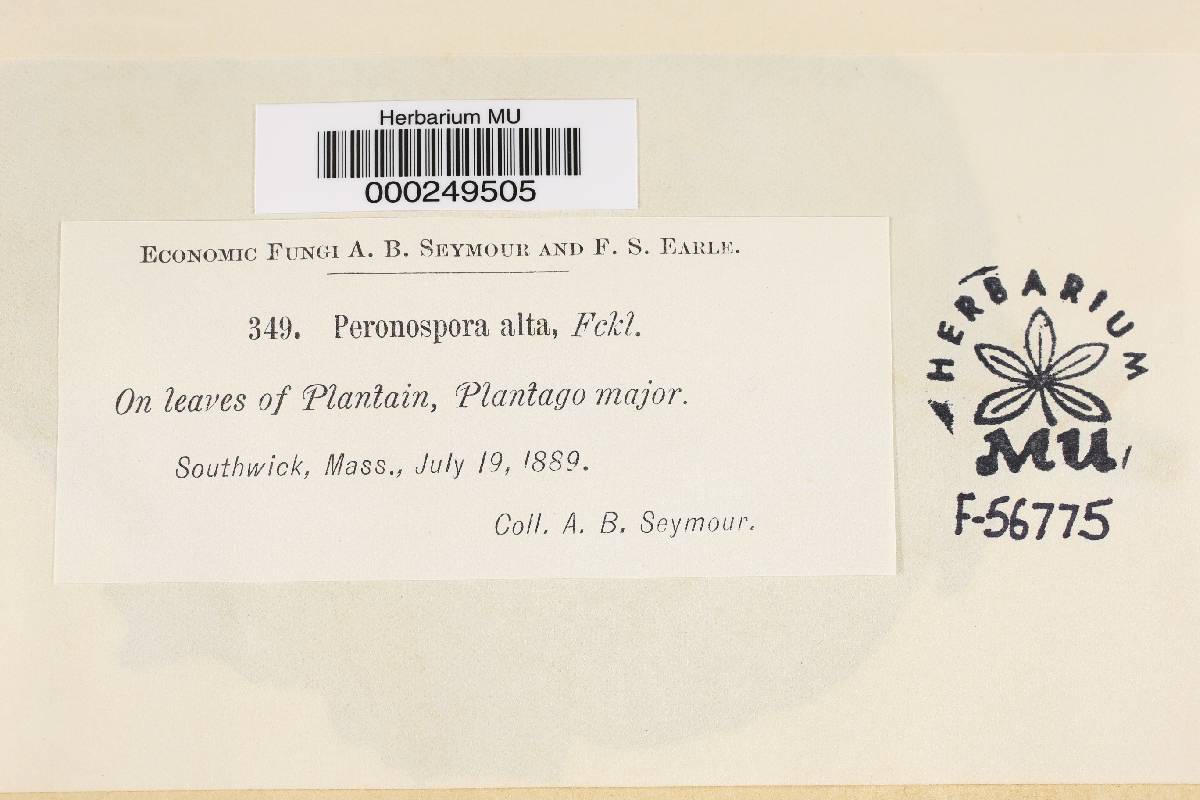 Herbarium MU
000249505
Economic Fungi A. B. Seymour and F. S. Earle.
349. Peronospora alta, Fckl.
On leaves of Plantain, Plantago major.
Southwick, Mass., July 19, 1889.
Coll. A. B. Seymour.
HERBARIUM
MU
F-56775